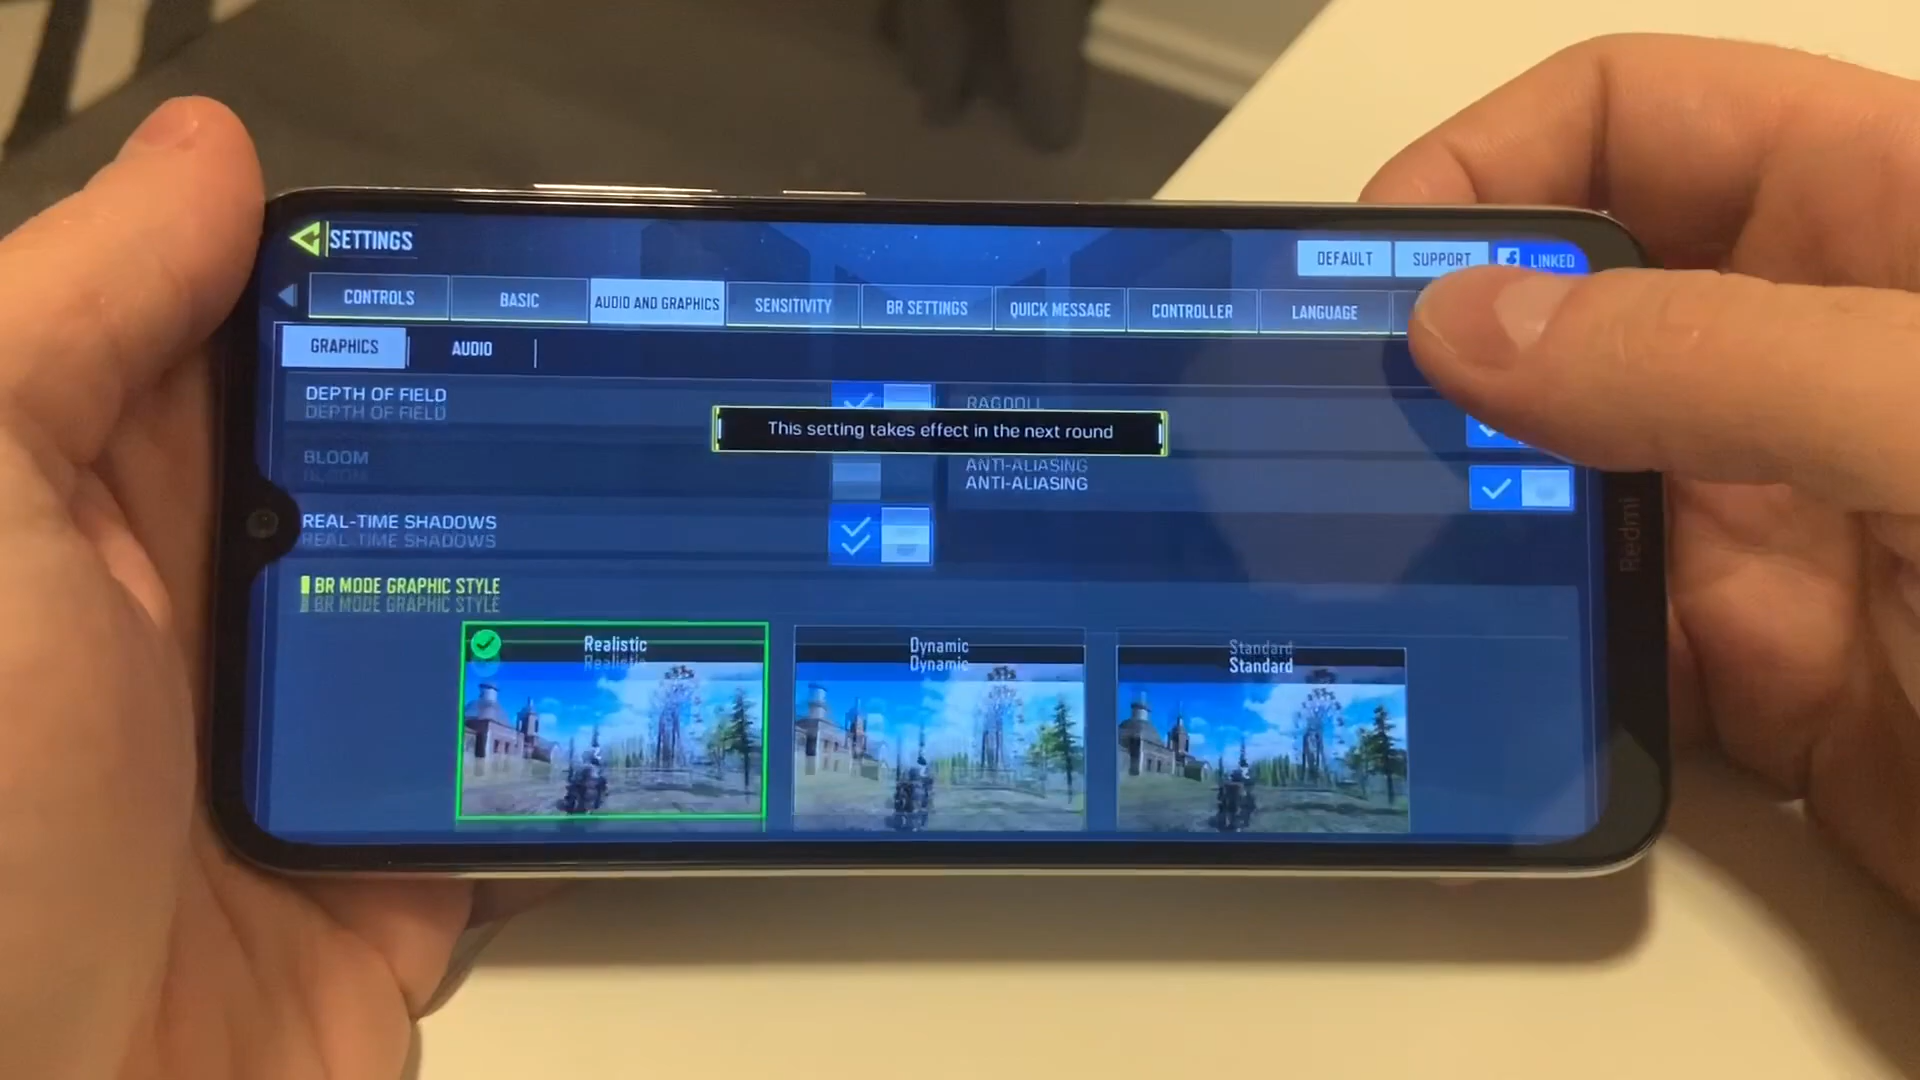 SETTINGS
DEFAULT
SUPPORT
LINKED
CONTROLS
BASIC
AUDIO AND GRAPHICS
SENSITIVITY
BR SETTINGS
QUICK MESSAGE
CONTROLLER
LANGUAGE
GRAPHICS
AUDIO
DEPTH OF FIELD
DEPTH OF FIELD
RAGDOLL
This setting takes effect in the next round
BLOOM
BLOOM
ANTI-ALIASING
ANTI-ALIASING
REAL-TIME SHADOWS
REAL-TIME SHADOWS
BR MODE GRAPHIC STYLE
BR MODE GRAPHIC STYLE
Realistic
Realistic
Dynamic
Dynamic
Standard
Standard
Redmi